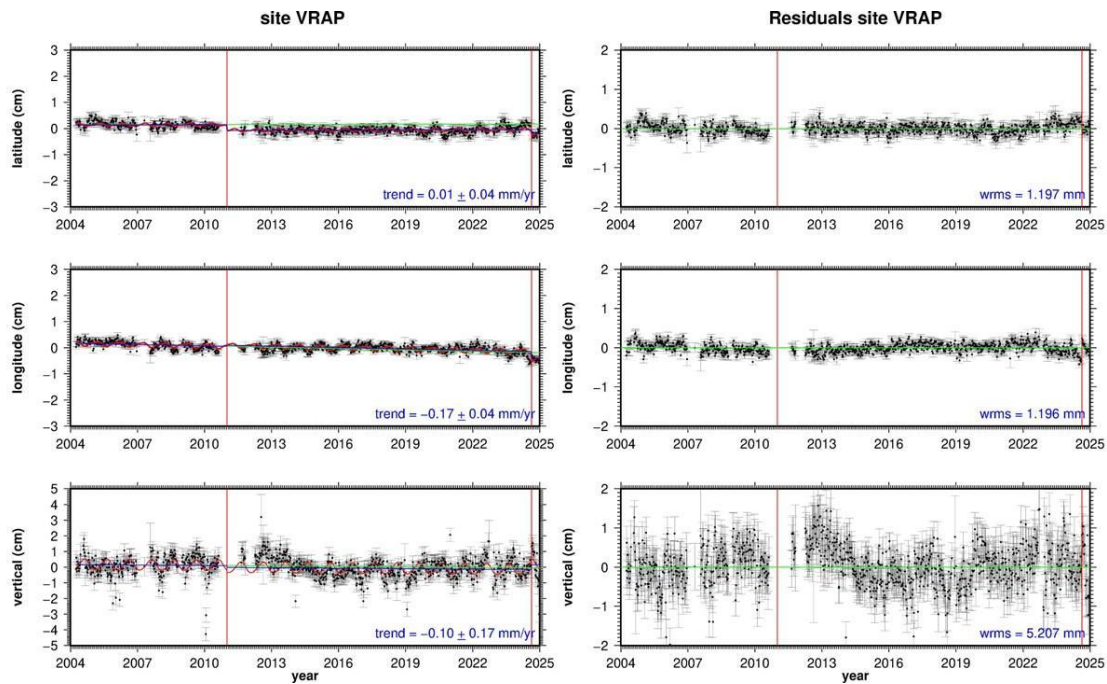 site VRAP
Residuals site VRAP
latitude (cm)
3
2
1
0
−1
−2
−3
trend = 0.01 ± 0.04 mm/yr
2004 2007 2010 2013 2016 2019 2022 2025
latitude (cm)
2
1
0
−1
−2
wrms = 1.197 mm
2004 2007 2010 2013 2016 2019 2022 2025
longitude (cm)
3
2
1
0
−1
−2
−3
trend = −0.17 ± 0.04 mm/yr
2004 2007 2010 2013 2016 2019 2022 2025
longitude (cm)
2
1
0
−1
−2
wrms = 1.196 mm
2004 2007 2010 2013 2016 2019 2022 2025
vertical (cm)
5
4
3
2
1
0
−1
−2
−3
−4
−5
trend = −0.10 ± 0.17 mm/yr
2004 2007 2010 2013 2016 2019 2022 2025
year
vertical (cm)
2
1
0
−1
−2
wrms = 5.207 mm
2004 2007 2010 2013 2016 2019 2022 2025
year